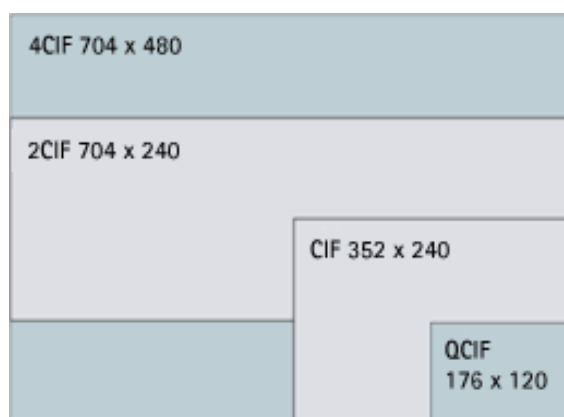 4CIF 704 x 480
2CIF 704 x 240
CIF 352 x 240
QCIF
176 x 120